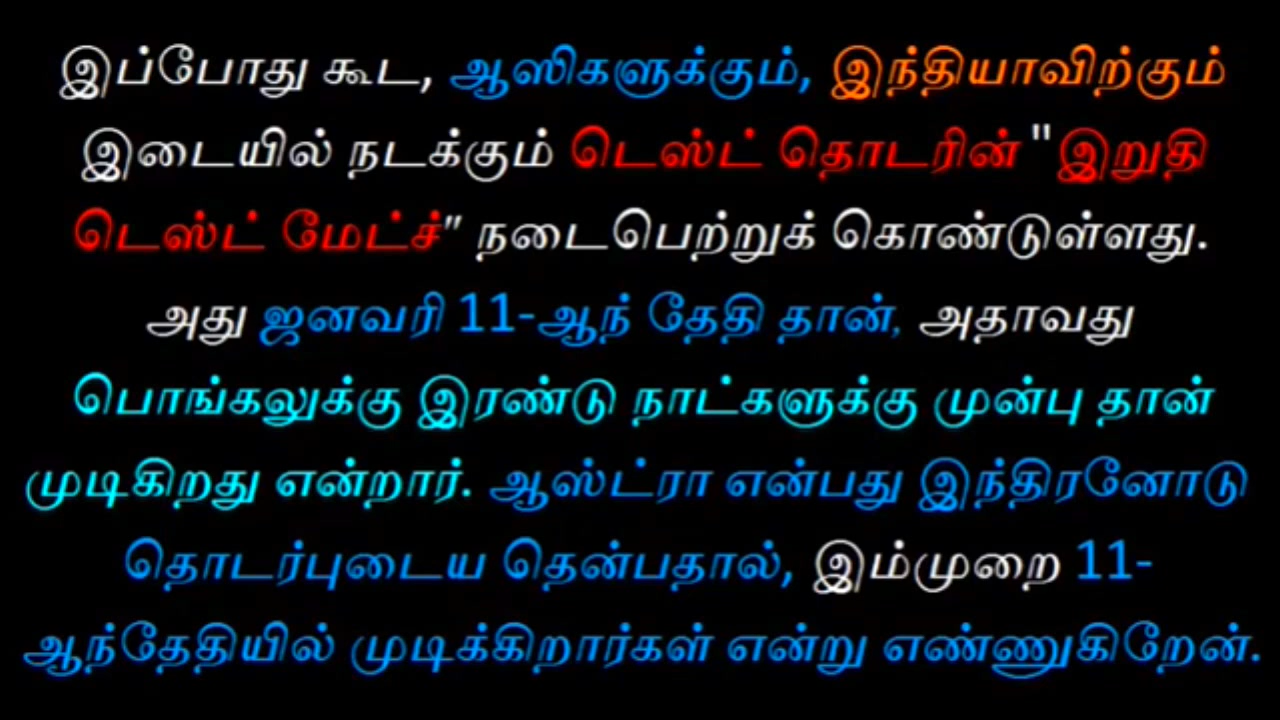 இப்போது கூட, ஆஸிகளுக்கும், இந்தியாவிற்கும்
இடையில் நடக்கும் டெஸ்ட் தொடரின் "இறுதி
டெஸ்ட் மேட்ச்" நடைபெற்றுக் கொண்டுள்ளது.
அது ஜனவரி 11-ஆந் தேதி தான், அதாவது
பொங்கலுக்கு இரண்டு நாட்களுக்கு முன்பு தான்
முடிகிறது என்றார். ஆஸ்ட்ரா என்பது இந்திரனோடு
தொடர்புடைய தென்பதால், இம்முறை 11-
ஆந்தேதியில் முடிக்கிறார்கள் என்று எண்ணுகிறேன்.